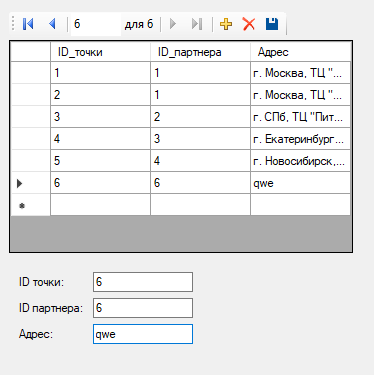 6 для 6
ID_точки ID_партнера Адрес
1 1 г. Москва, ТЦ "...
2 1 г. Москва, ТЦ "...
3 2 г. СПб, ТЦ "Пит...
4 3 г. Екатеринбург...
5 4 г. Новосибирск,...
6 6 qwe
ID точки: 6
ID партнера: 6
Адрес: qwe